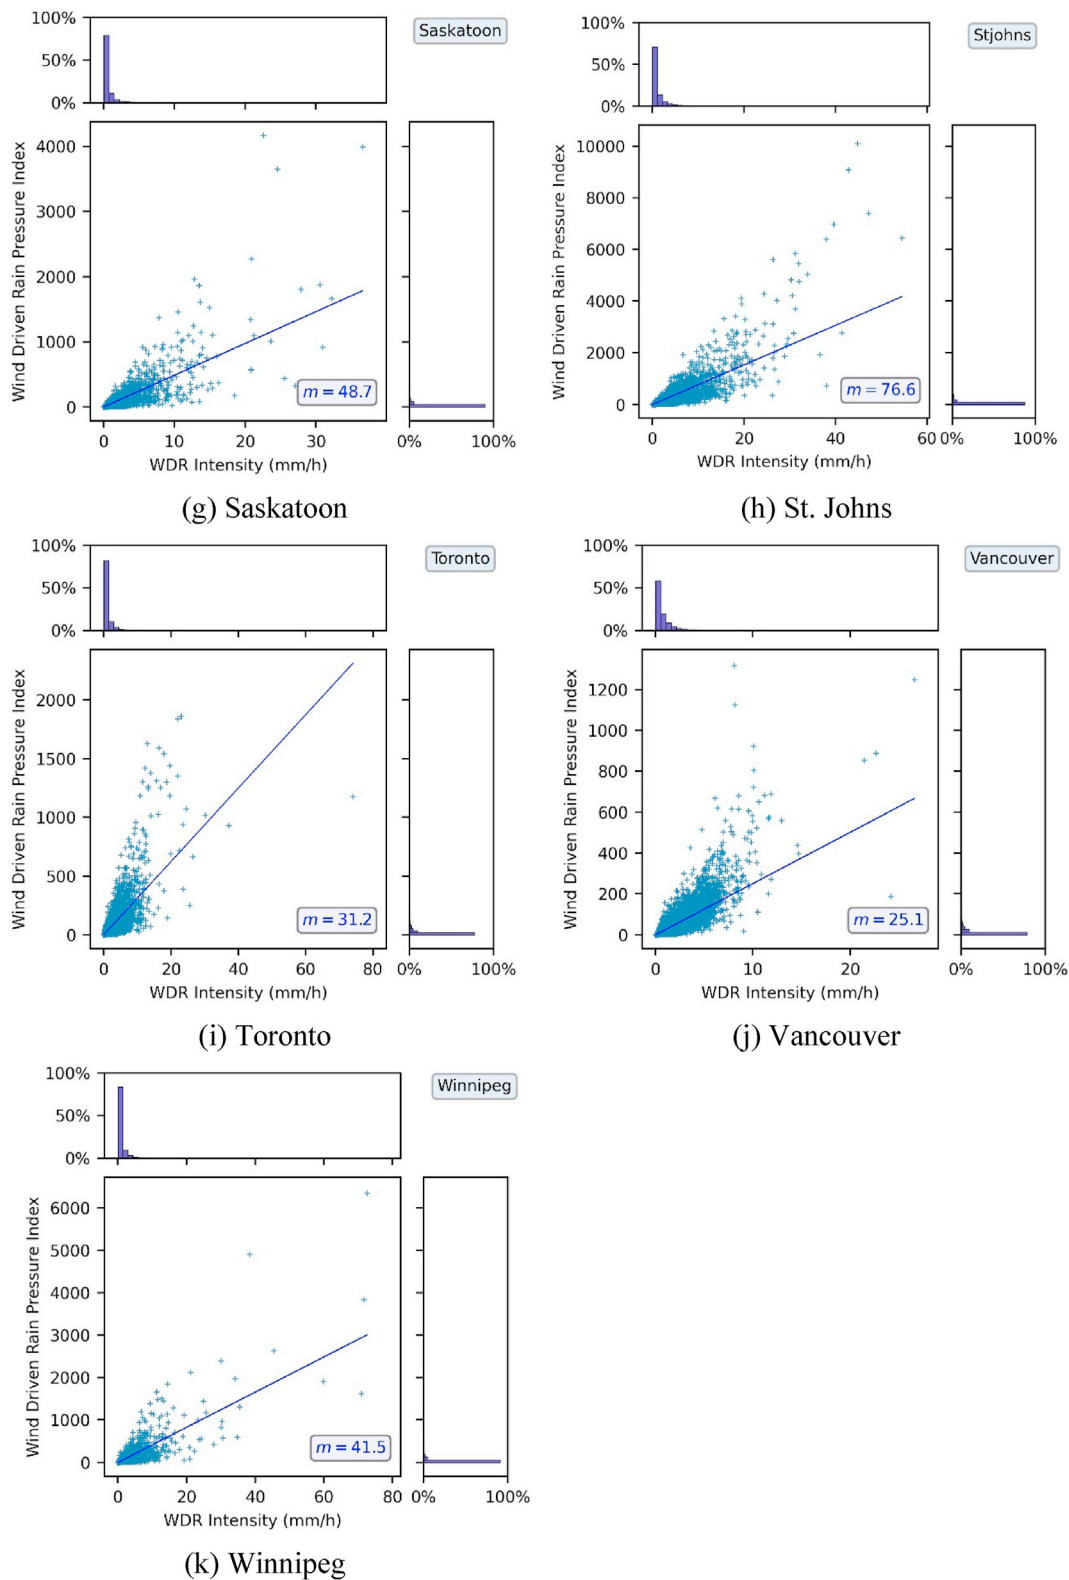 100%
50%
0%
Saskatoon
Wind Driven Rain Pressure Index
4000
3000
2000
1000
0
m = 48.7
0 10 20 30
0% 100%
WDR Intensity (mm/h)
(g) Saskatoon
100%
50%
0%
Stjohns
Wind Driven Rain Pressure Index
10000
8000
6000
4000
2000
0
m = 76.6
0 20 40 60
0% 100%
WDR Intensity (mm/h)
(h) St. Johns
100%
50%
0%
Toronto
Wind Driven Rain Pressure Index
2000
1500
1000
500
0
m = 31.2
0 20 40 60 80
0% 100%
WDR Intensity (mm/h)
(i) Toronto
100%
50%
0%
Vancouver
Wind Driven Rain Pressure Index
1200
1000
800
600
400
200
0
m = 25.1
0 10 20
0% 100%
WDR Intensity (mm/h)
(j) Vancouver
100%
50%
0%
Winnipeg
Wind Driven Rain Pressure Index
6000
5000
4000
3000
2000
1000
0
m = 41.5
0 20 40 60 80
0% 100%
WDR Intensity (mm/h)
(k) Winnipeg